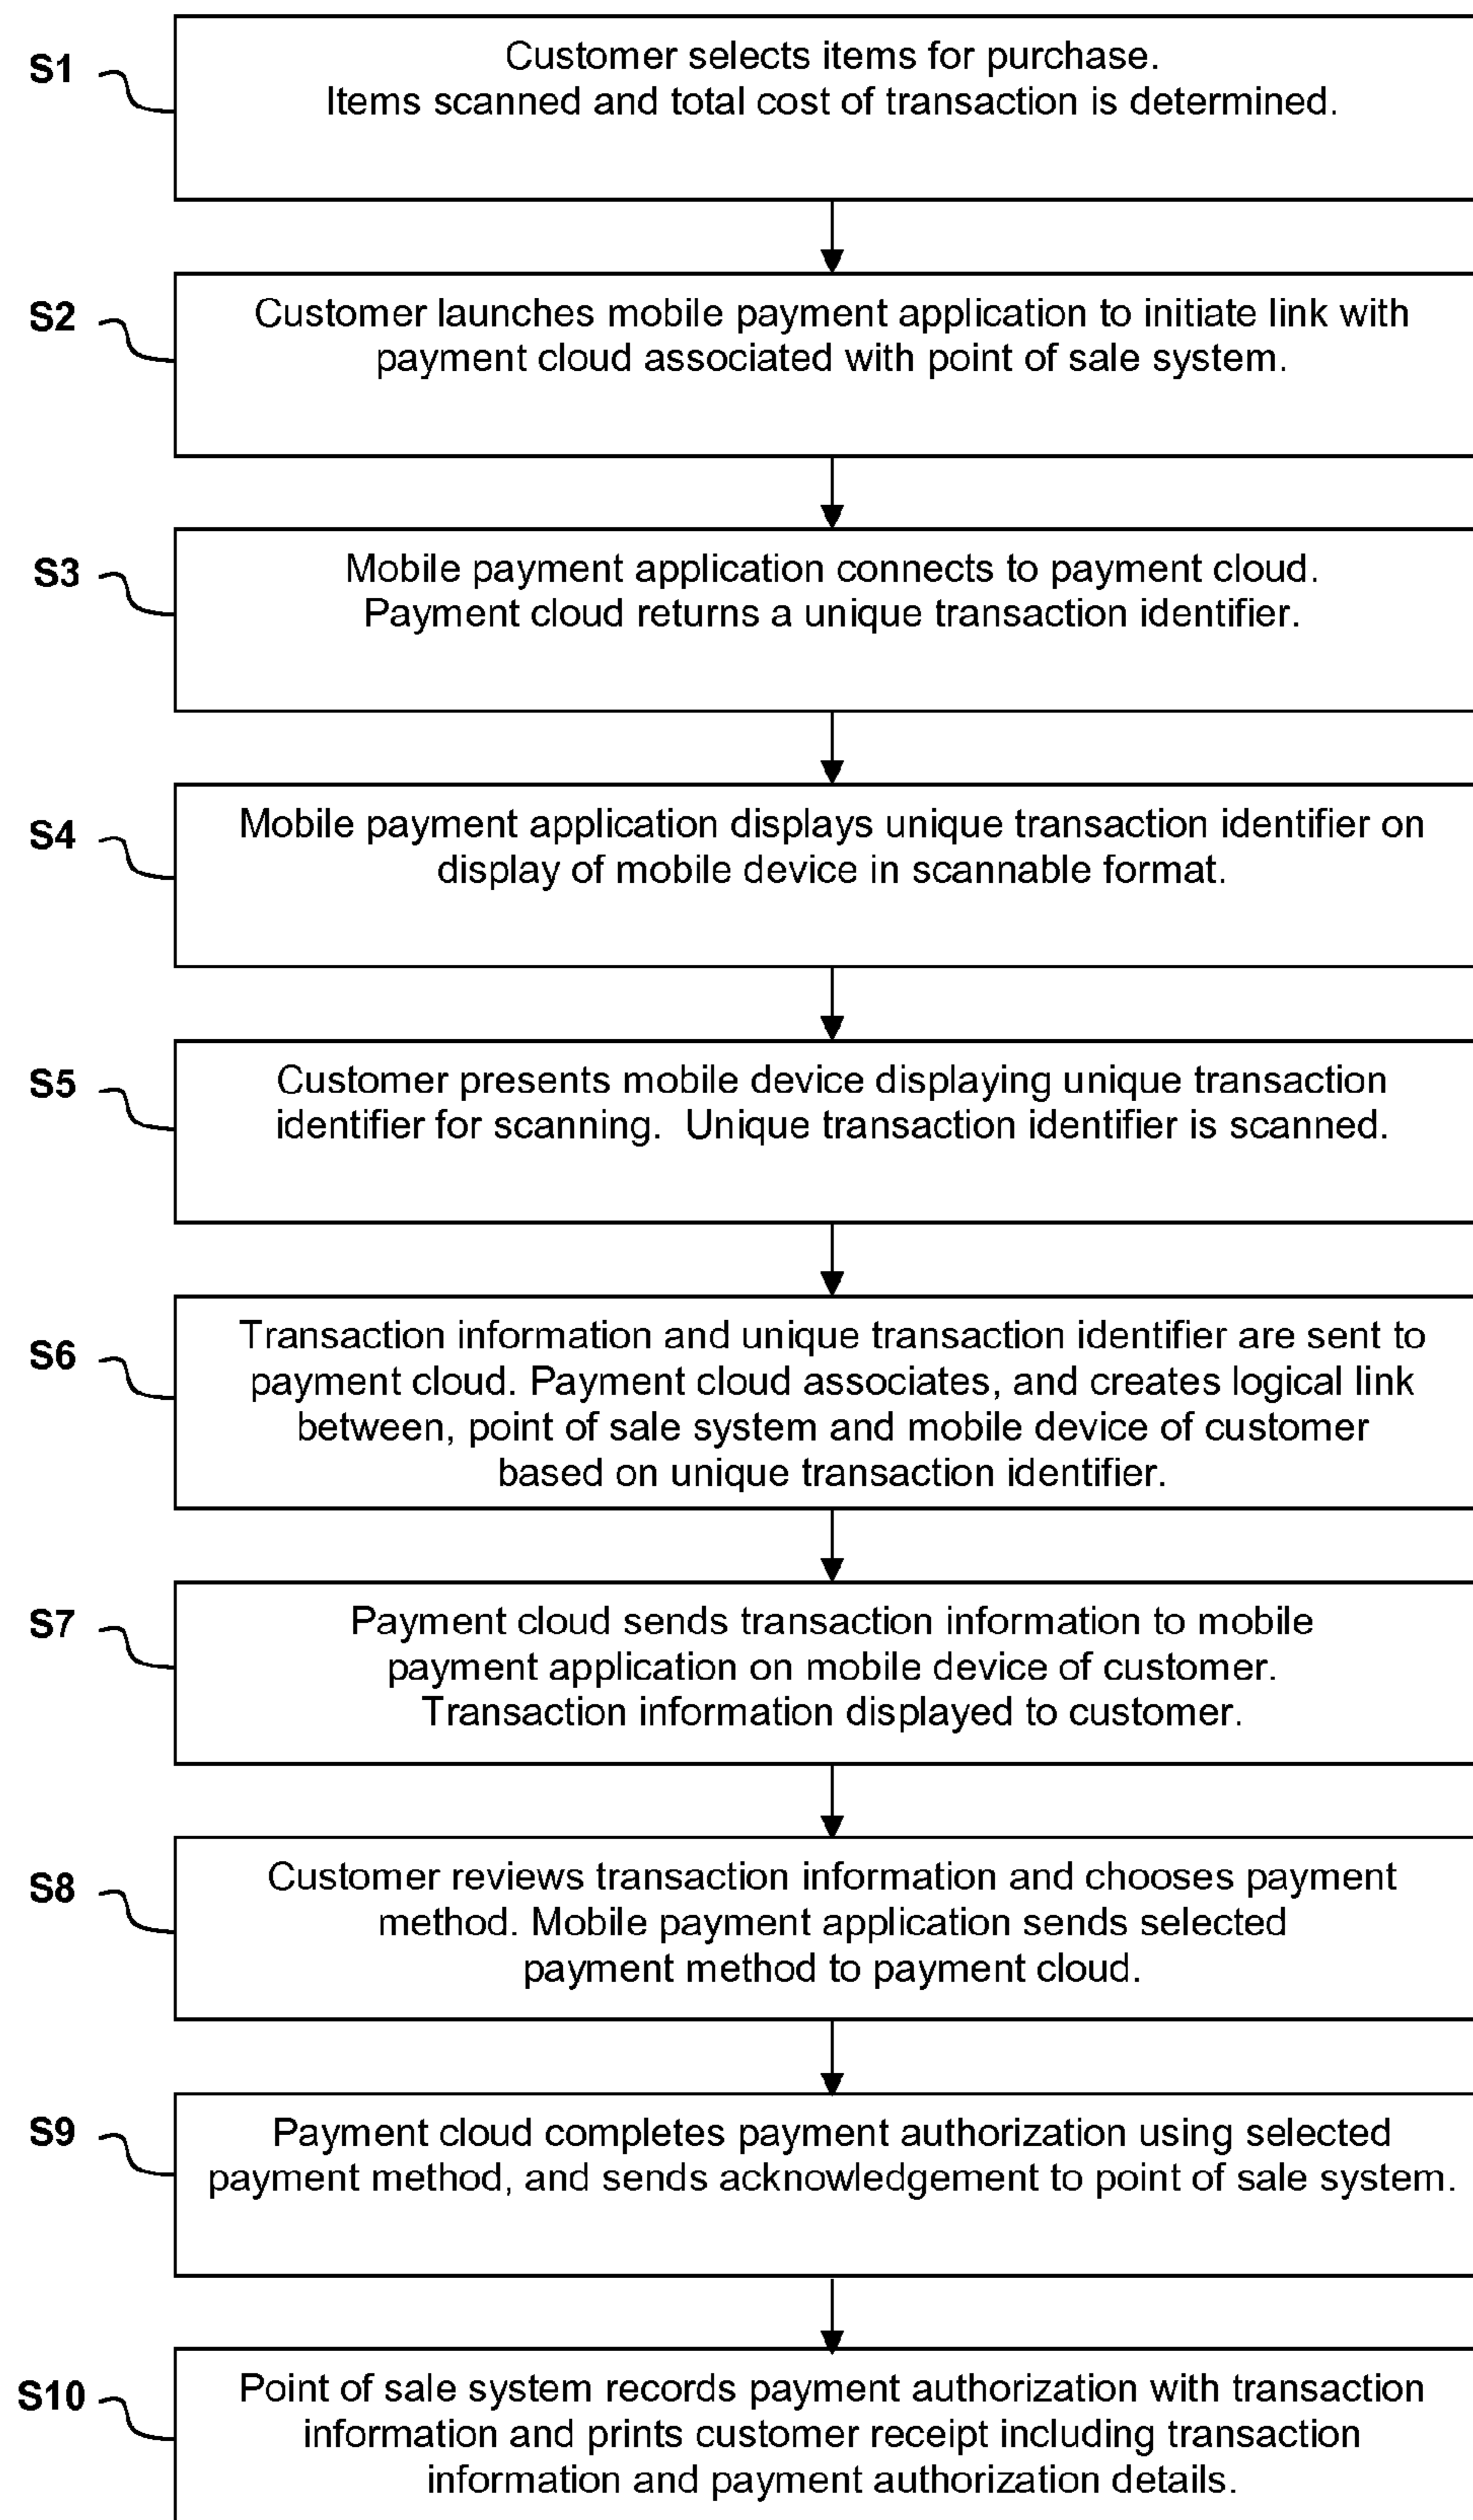 S1
Customer selects items for purchase.
Items scanned and total cost of transaction is determined.
S2
Customer launches mobile payment application to initiate link with
payment cloud associated with point of sale system.
S3
Mobile payment application connects to payment cloud.
Payment cloud returns a unique transaction identifier.
S4
Mobile payment application displays unique transaction identifier on
display of mobile device in scannable format.
S5
Customer presents mobile device displaying unique transaction
identifier for scanning.  Unique transaction identifier is scanned.
S6
Transaction information and unique transaction identifier are sent to
payment cloud. Payment cloud associates, and creates logical link
between, point of sale system and mobile device of customer
based on unique transaction identifier.
S7
Payment cloud sends transaction information to mobile
payment application on mobile device of customer.
Transaction information displayed to customer.
S8
Customer reviews transaction information and chooses payment
method. Mobile payment application sends selected
payment method to payment cloud.
S9
Payment cloud completes payment authorization using selected
payment method, and sends acknowledgement to point of sale system.
S10
Point of sale system records payment authorization with transaction
information and prints customer receipt including transaction
information and payment authorization details.